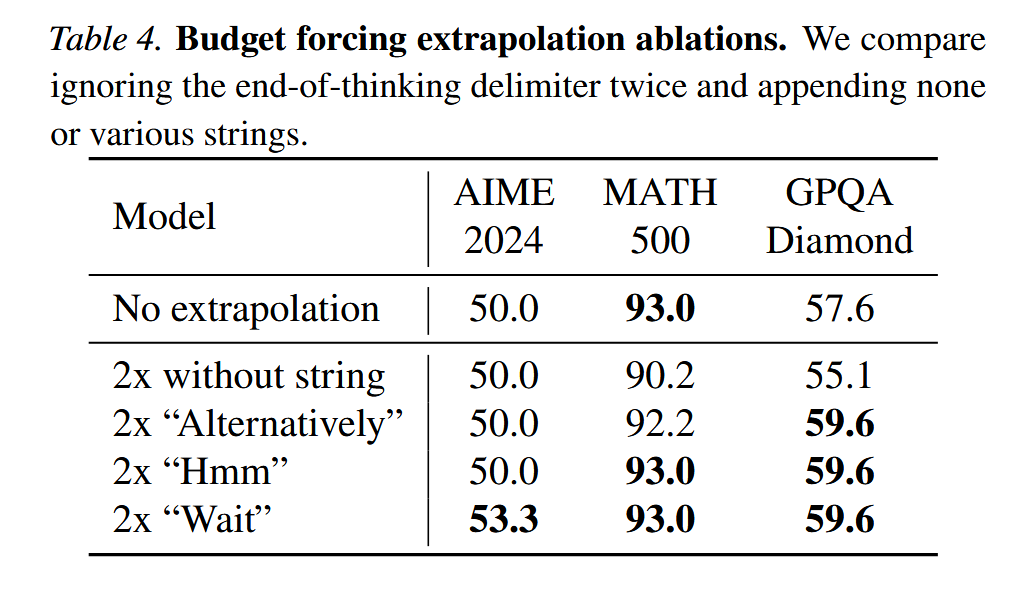 Table 4. Budget forcing extrapolation ablations. We compare
ignoring the end-of-thinking delimiter twice and appending none
or various strings.
Model AIME 2024 MATH 500 GPQA Diamond
No extrapolation 50.0 93.0 57.6
2x without string 50.0 90.2 55.1
2x “Alternatively” 50.0 92.2 59.6
2x “Hmm” 50.0 93.0 59.6
2x “Wait” 53.3 93.0 59.6